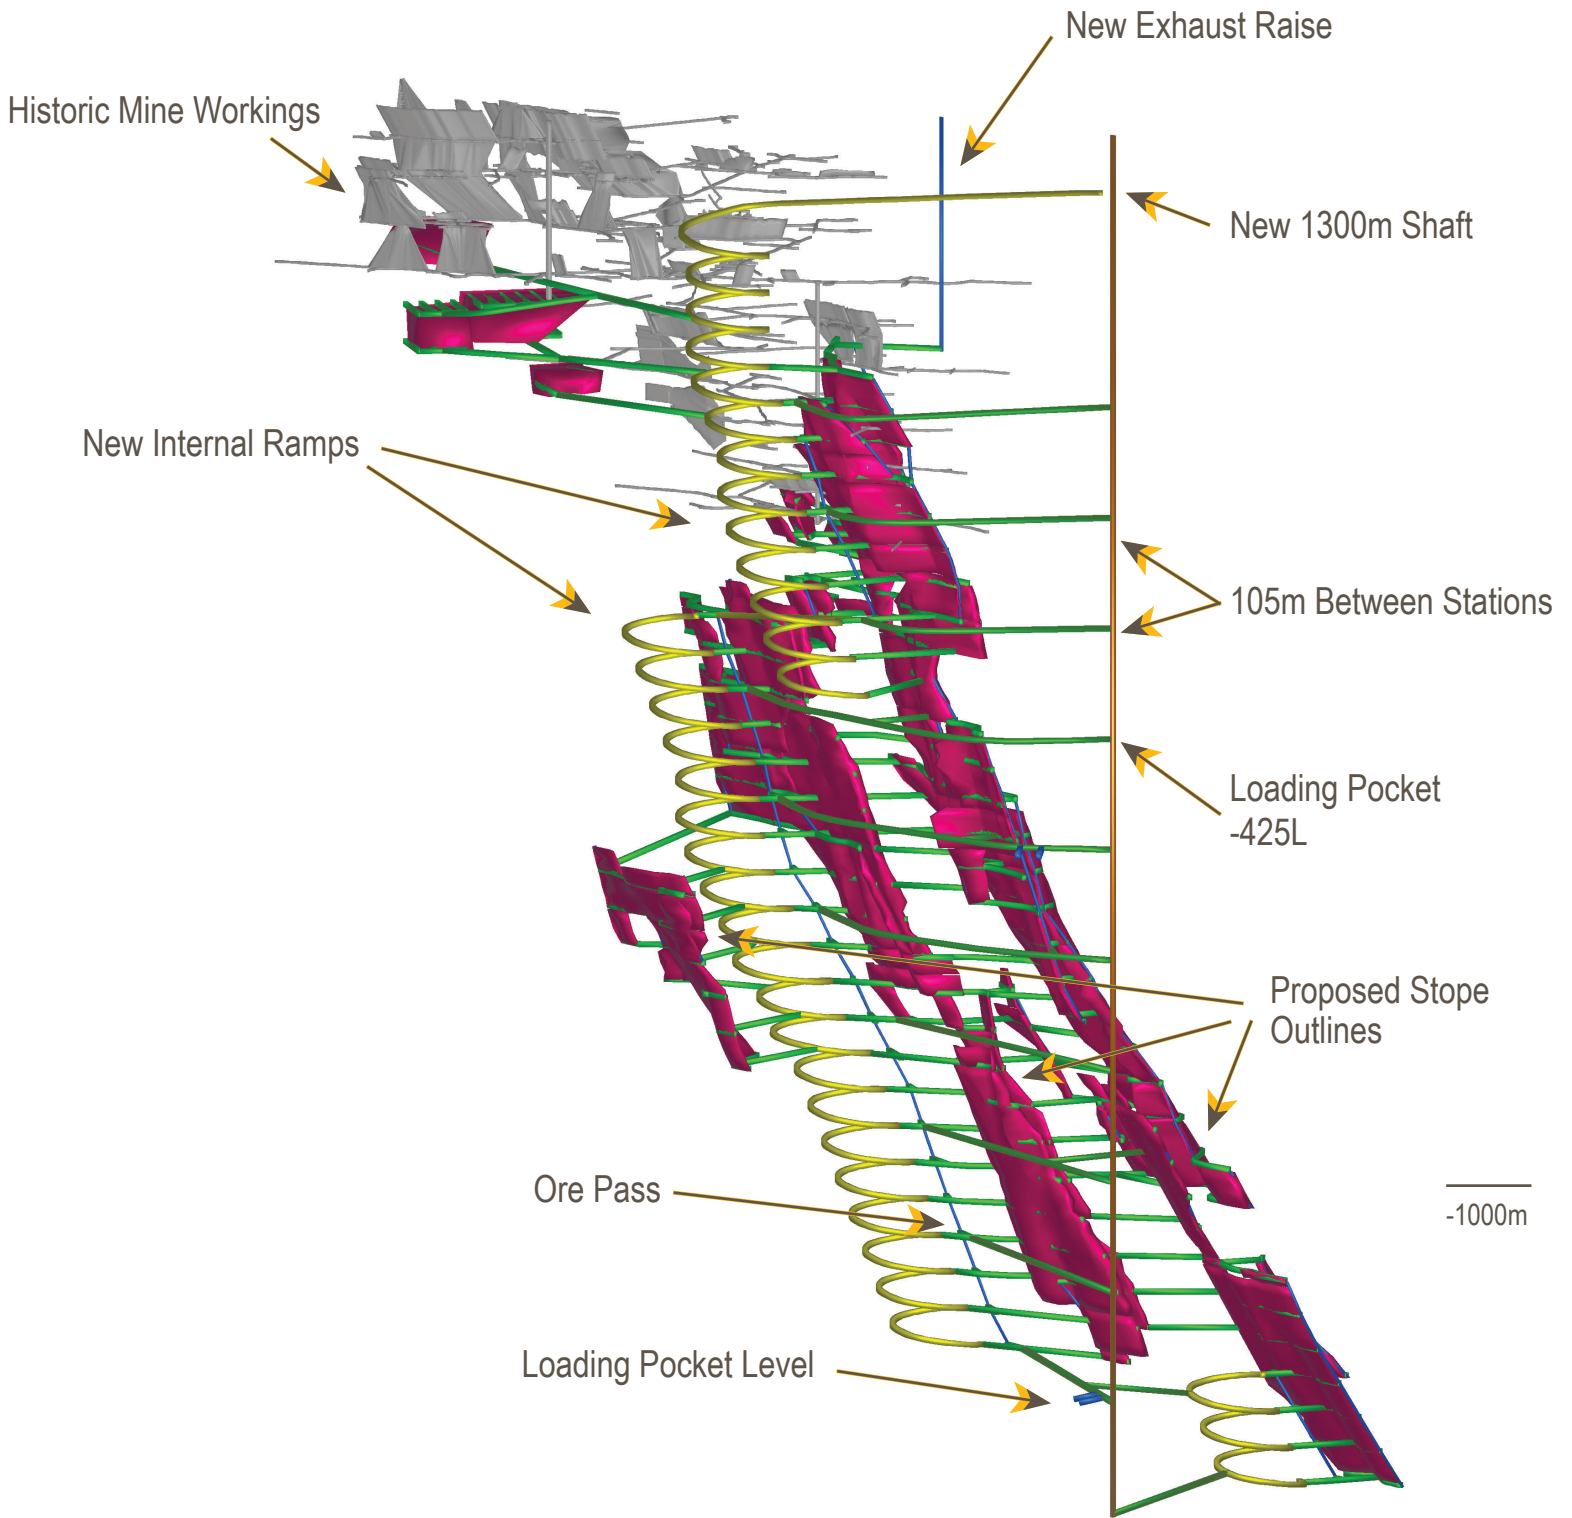 New Exhaust Raise
Historic Mine Workings
New 1300m Shaft
New Internal Ramps
105m Between Stations
Loading Pocket
-425L
Proposed Stope
Outlines
Ore Pass
-1000m
Loading Pocket Level